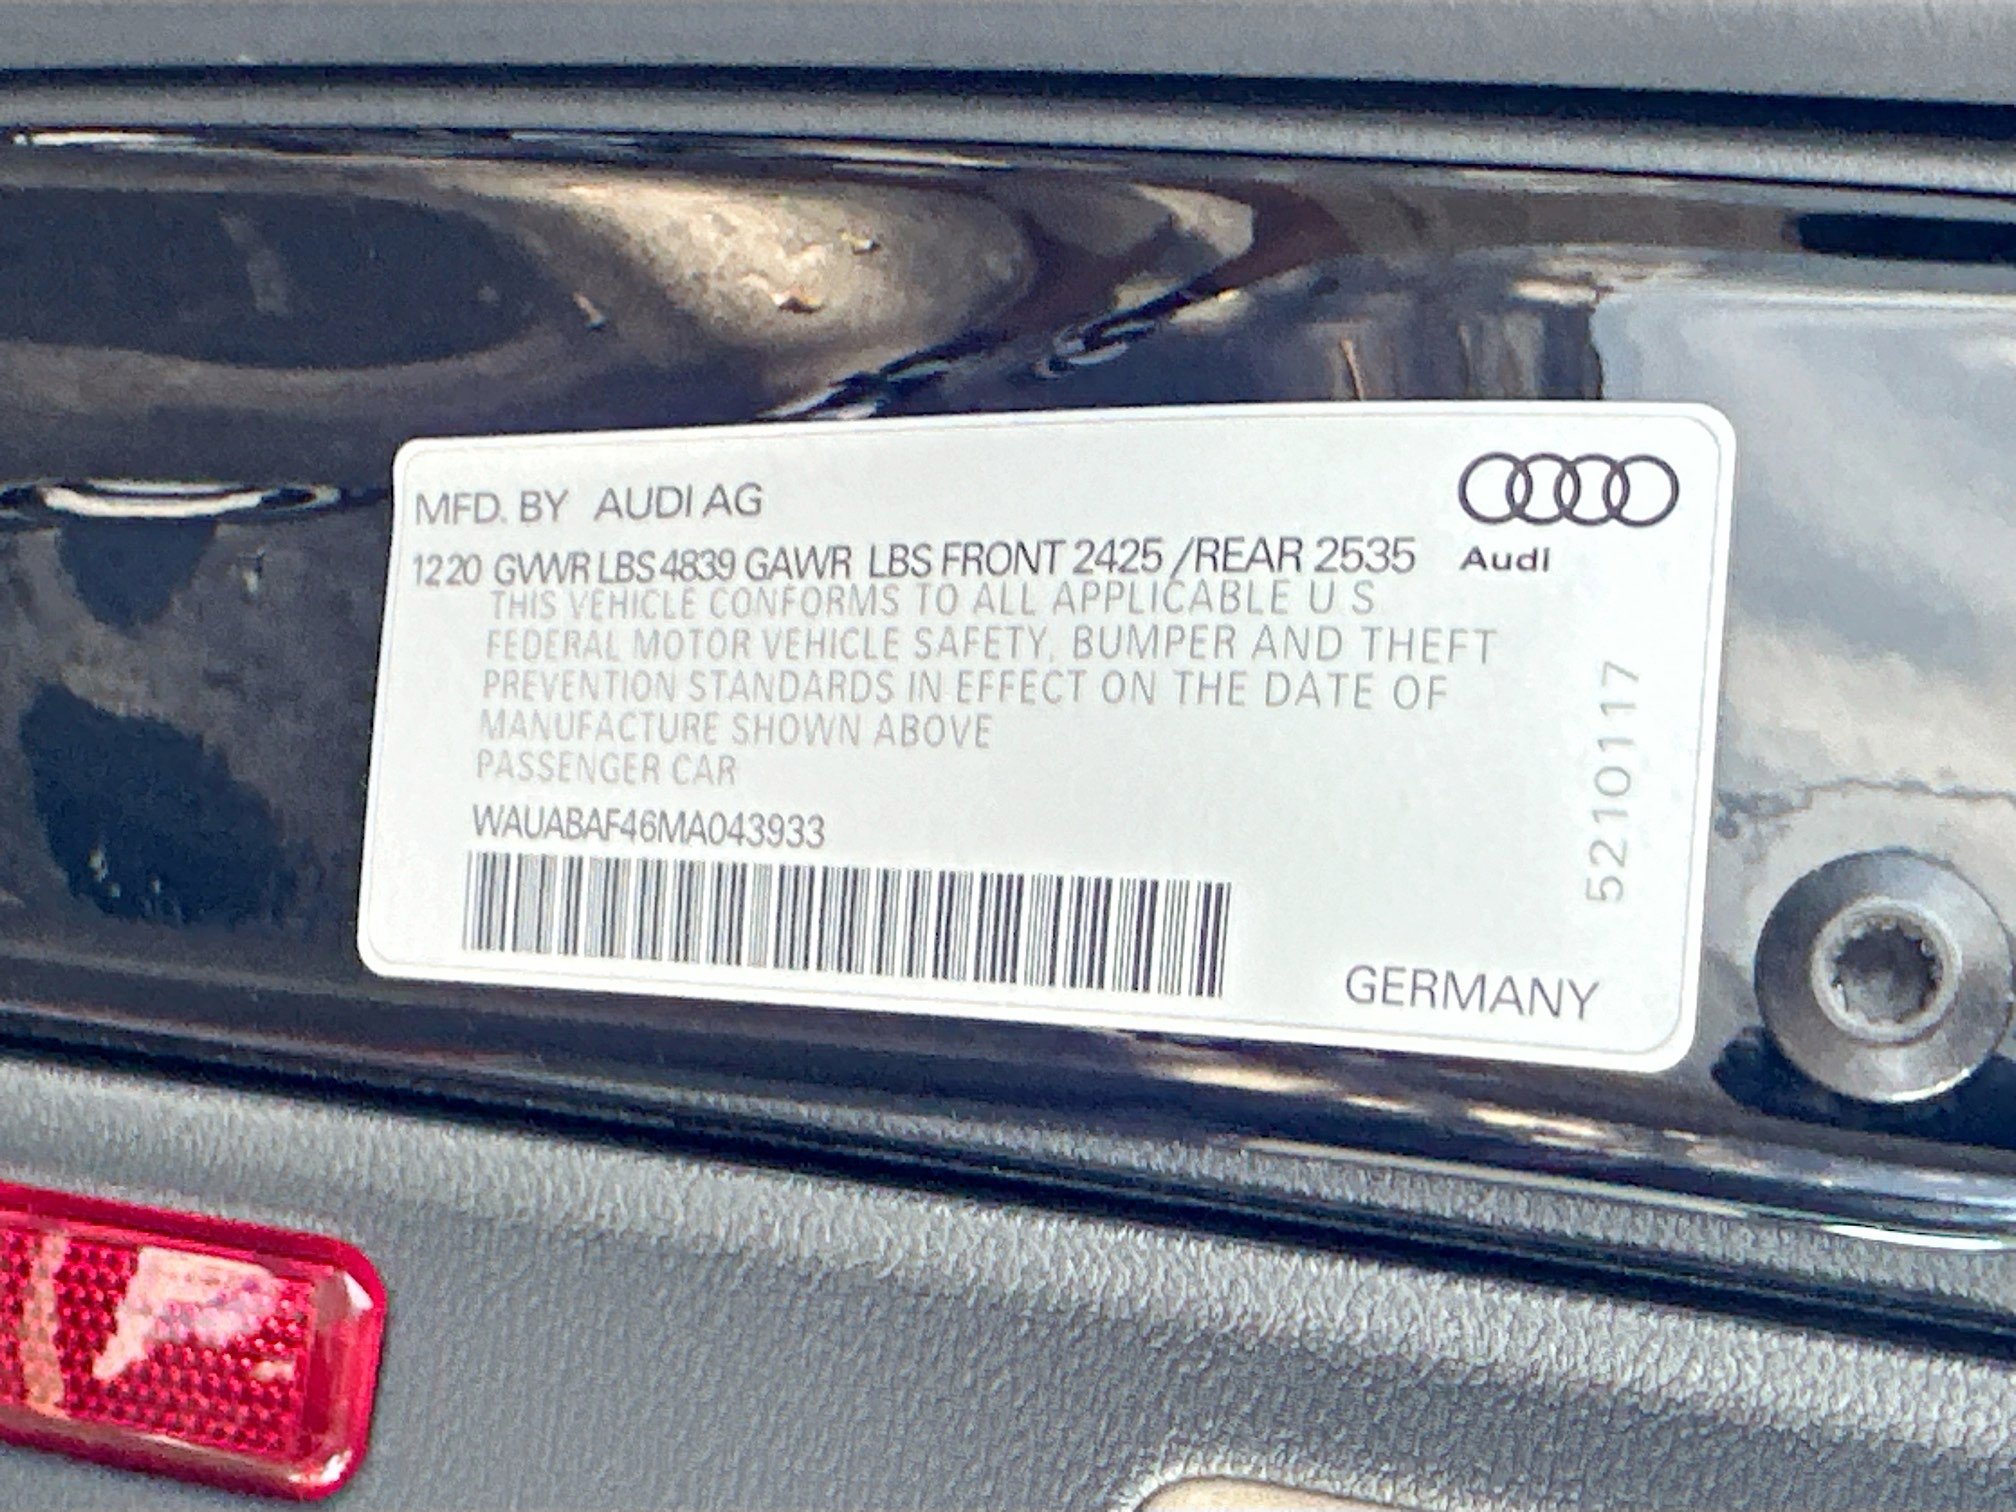 MFD. BY AUDI AG
1220 GVWR LBS 4839 GAWR LBS FRONT 2425 /REAR 2535
Audi
THIS VEHICLE CONFORMS TO ALL APPLICABLE U S
FEDERAL MOTOR VEHICLE SAFETY, BUMPER AND THEFT
PREVENTION STANDARDS IN EFFECT ON THE DATE OF
MANUFACTURE SHOWN ABOVE
PASSENGER CAR
WAUABAF46MA043933
5210117
GERMANY